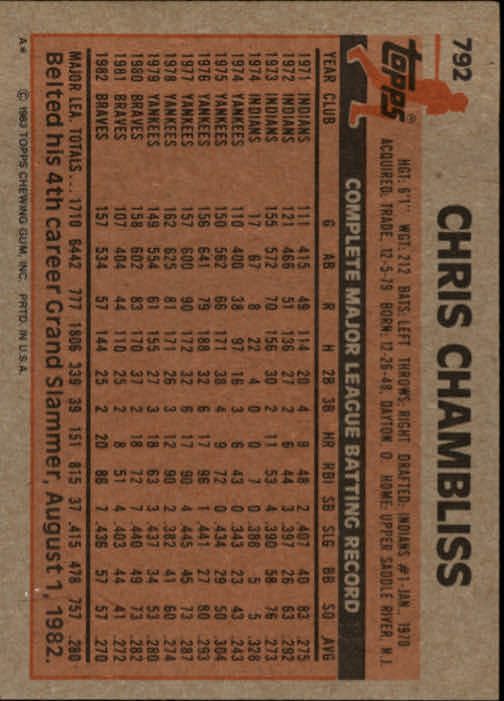 792
topps®
CHRIS CHAMBLISS
HGT: 6'1" WGT: 212 BATS: LEFT THROWS: RIGHT DRAFTED: INDIANS #1-JAN, 1970
ACQUIRED: TRADE, 12-5-79 BORN: 12-26-48, DAYTON, O. HOME: UPPER SADDLE RIVER, N.J.
COMPLETE MAJOR LEAGUE BATTING RECORD
YEAR CLUB G AB R H 2B 3B HR RBI SB SLG BB SO AVG
1971 INDIANS 111 415 49 114 20 4 9 48 2 .407 40 83 .275
1972 INDIANS 121 466 51 136 27 2 6 44 3 .397 26 63 .292
1973 INDIANS 155 572 70 156 30 2 11 53 4 .390 58 76 .273
1974 INDIANS 17 67 8 22 4 0 0 7 0 .388 5 5 .328
1974 YANKEES 110 400 38 97 16 3 6 43 0 .343 23 43 .243
1975 YANKEES 150 562 66 171 38 4 9 72 0 .434 29 50 .304
1976 YANKEES 156 641 79 188 32 6 17 96 1 .441 27 80 .293
1977 YANKEES 157 600 90 172 32 6 17 90 4 .445 45 73 .287
1978 YANKEES 162 625 81 171 26 3 12 90 2 .382 41 60 .274
1979 YANKEES 149 554 61 155 27 3 18 63 3 .437 34 53 .280
1980 BRAVES 158 602 83 170 37 2 18 72 7 .440 49 73 .282
1981 BRAVES 107 404 44 110 25 2 8 51 4 .403 44 41 .272
1982 BRAVES 157 534 57 144 25 2 20 86 7 .436 57 57 .270
MAJOR LEA. TOTALS... 1710 6442 777 1806 339 39 151 815 37 .415 478 757 .280
Belted his 4th career Grand Slammer, August 1, 1982.
A* © 1983 TOPPS CHEWING GUM, INC. PRTD. IN U.S.A.